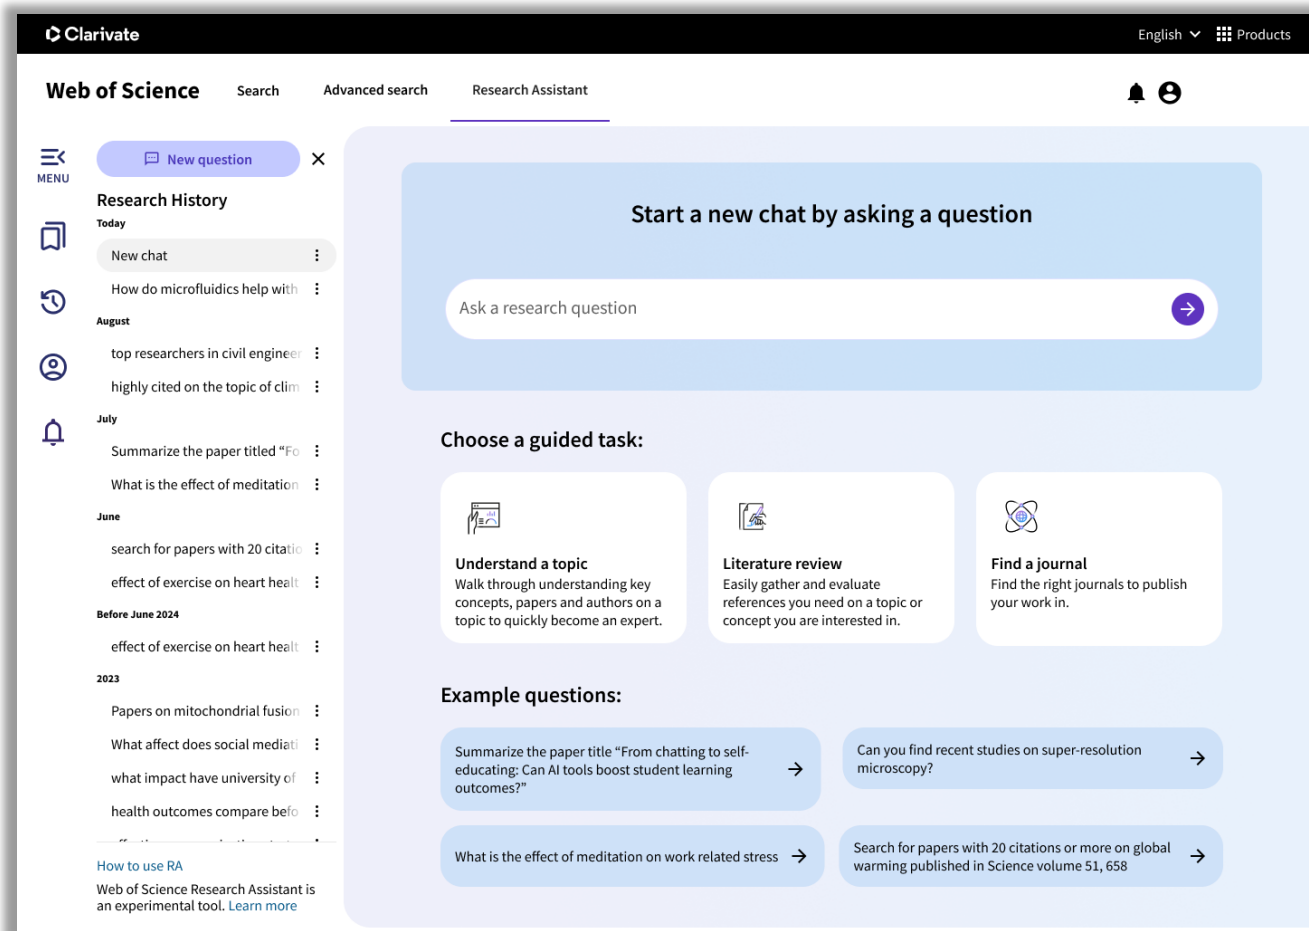 Clarivate
English
Products
Web of Science
Search
Advanced search
Research Assistant
MENU
New question
Research History
Today
New chat
How do microfluidics help with
August
top researchers in civil engineer
highly cited on the topic of clim
July
Summarize the paper titled “Fo
What is the effect of meditation
June
search for papers with 20 citatio
effect of exercise on heart healt
Before June 2024
effect of exercise on heart healt
2023
Papers on mitochondrial fusion
What affect does social mediati
what impact have university of
health outcomes compare befo
How to use RA
Web of Science Research Assistant is
an experimental tool. Learn more
Start a new chat by asking a question
Ask a research question
Choose a guided task:
Understand a topic
Walk through understanding key
concepts, papers and authors on a
topic to quickly become an expert.
Literature review
Easily gather and evaluate
references you need on a topic or
concept you are interested in.
Find a journal
Find the right journals to publish
your work in.
Example questions:
Summarize the paper title “From chatting to self-
educating: Can AI tools boost student learning
outcomes?”
Can you find recent studies on super-resolution
microscopy?
What is the effect of meditation on work related stress
Search for papers with 20 citations or more on global
warming published in Science volume 51, 658